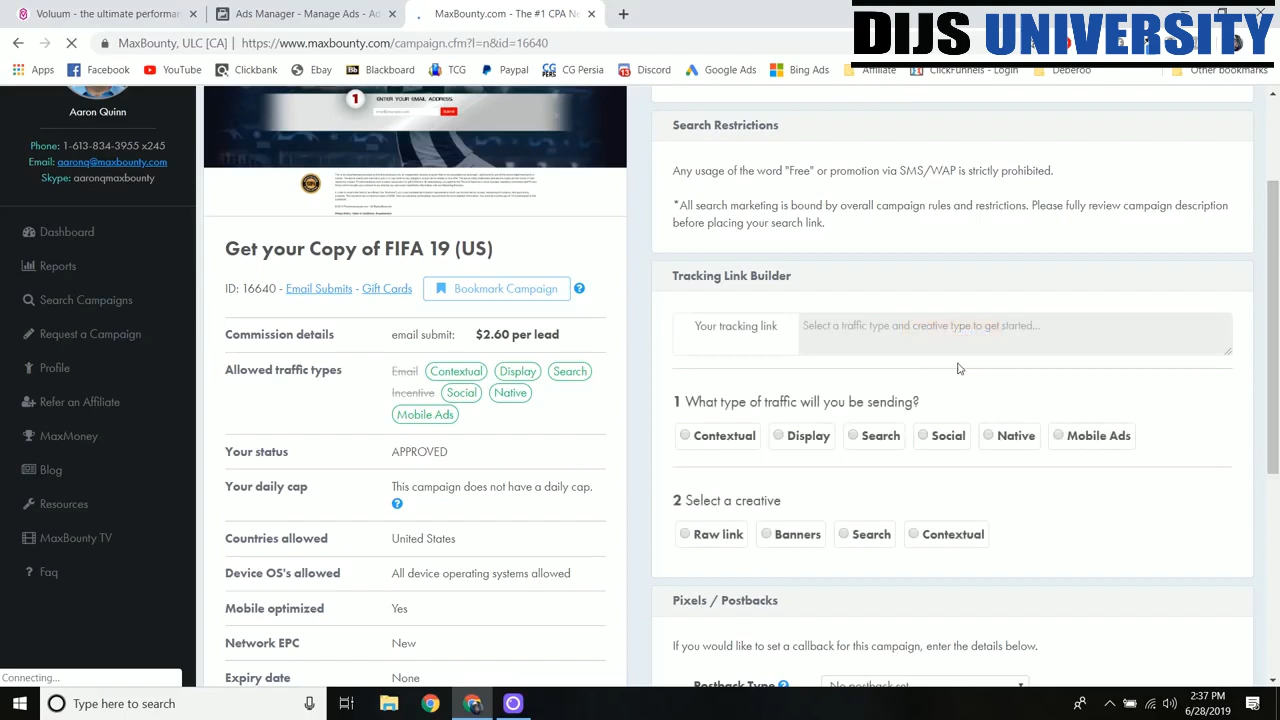 Voluum - the ultimate performan
Ads Manager - Manage Ads - Ad
MaxBounty.com - The #1 CPA Ne
DIJS UNIVERSITY
MaxBounty, ULC [CA] | https://www.maxbounty.com/campaign.cfm?l=n&id=16640
Apps
Facebook
YouTube
Clickbank
Ebay
Blackboard
TCG
Paypal
CG Persia
Discord
Google Ads
Bing Ads
Affiliate
ClickFunnels - Login
Deberoo
Other bookmarks
Aaron Quinn
Phone: 1-613-834-3955 x245
Email: aaronq@maxbounty.com
Skype: aaronqmaxbounty
Dashboard
Reports
Search Campaigns
Request a Campaign
Profile
Refer an Affiliate
MaxMoney
Blog
Resources
MaxBounty TV
Faq
Connecting...
1
ENTER YOUR EMAIL ADDRESS
Get your Copy of FIFA 19 (US)
ID: 16640 - Email Submits - Gift Cards
Bookmark Campaign
Commission details
email submit: $2.60 per lead
Allowed traffic types
Email Contextual Display Search
Incentive Social Native
Mobile Ads
Your status
APPROVED
Your daily cap
This campaign does not have a daily cap.
Countries allowed
United States
Device OS's allowed
All device operating systems allowed
Mobile optimized
Yes
Network EPC
New
Expiry date
None
Search Restrictions
Any usage of the word "Free" or promotion via SMS/WAP is strictly prohibited.
*All search marketing is bound by overall campaign rules and restrictions. Please fully review campaign description
before placing your search link.
Tracking Link Builder
Your tracking link
Select a traffic type and creative type to get started...
1 What type of traffic will you be sending?
Contextual Display Search Social Native Mobile Ads
2 Select a creative
Raw link Banners Search Contextual
Pixels / Postbacks
If you would like to set a callback for this campaign, enter the details below.
Postback Type
No postback set
Type here to search
2:37 PM
6/28/2019